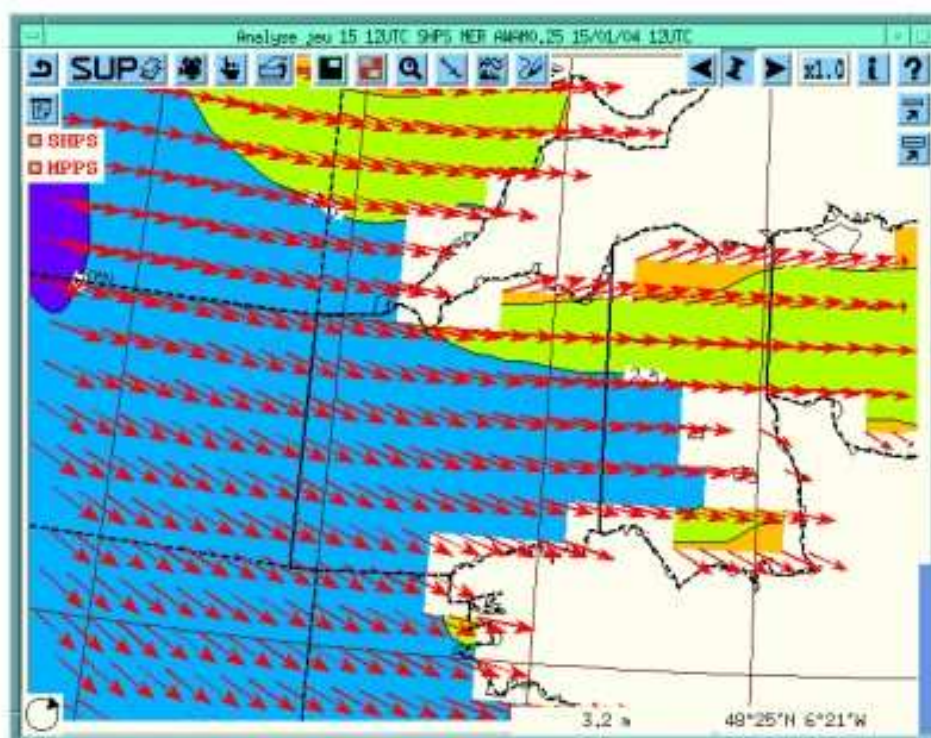 Analyse jeu 15 12UTC SHPS MER AWAM0.25 15/01/04 12UTC
SUP
x1.0
i
?
SHPS
MPPS
3.2 m
48°25"N 6°21"W